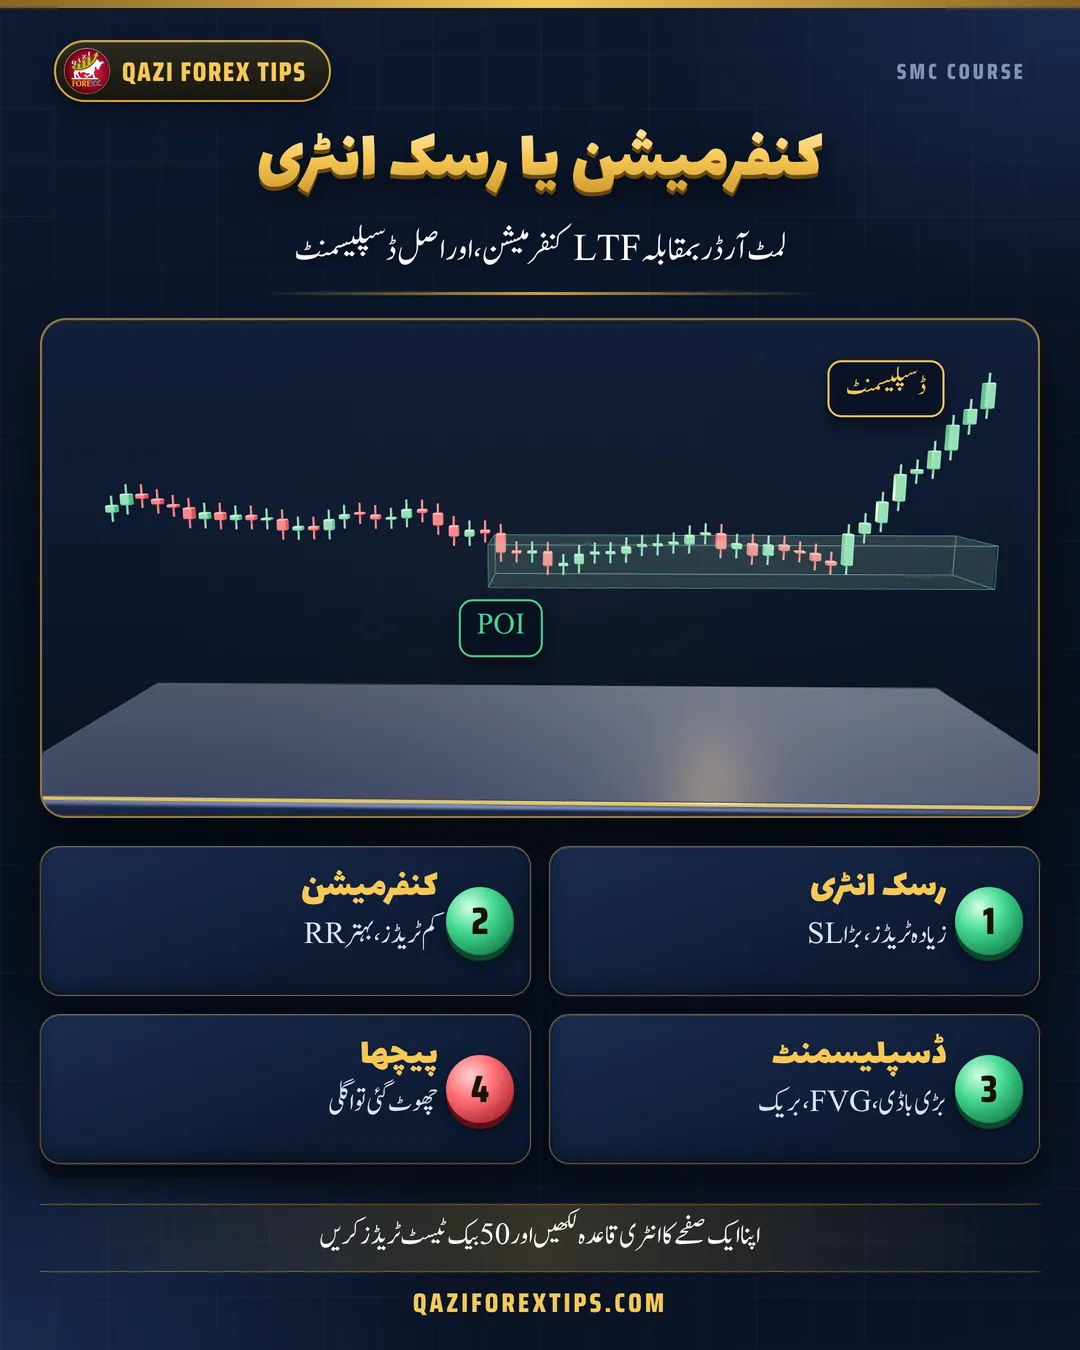 QAZI FOREX TIPS
SMC COURSE
کنفرمیشن یا رسک انٹری
لمٹ آرڈر بمقابلہ LTF کنفرمیشن، اور اصل ڈسپلیسمنٹ
ڈسپلیسمنٹ
POI
رسک انٹری
1
زیادہ ٹریڈز، بڑا SL
کنفرمیشن
2
کم ٹریڈز، بہتر RR
ڈسپلیسمنٹ
3
بڑی باڈی، FVG، بریک
پیچھا
4
چھوٹ گئی تو اگلی
اپنا ایک صفحے کا انٹری قاعدہ لکھیں اور 50 بیک ٹیسٹ ٹریڈز کریں
QAZIFOREXTIPS.COM